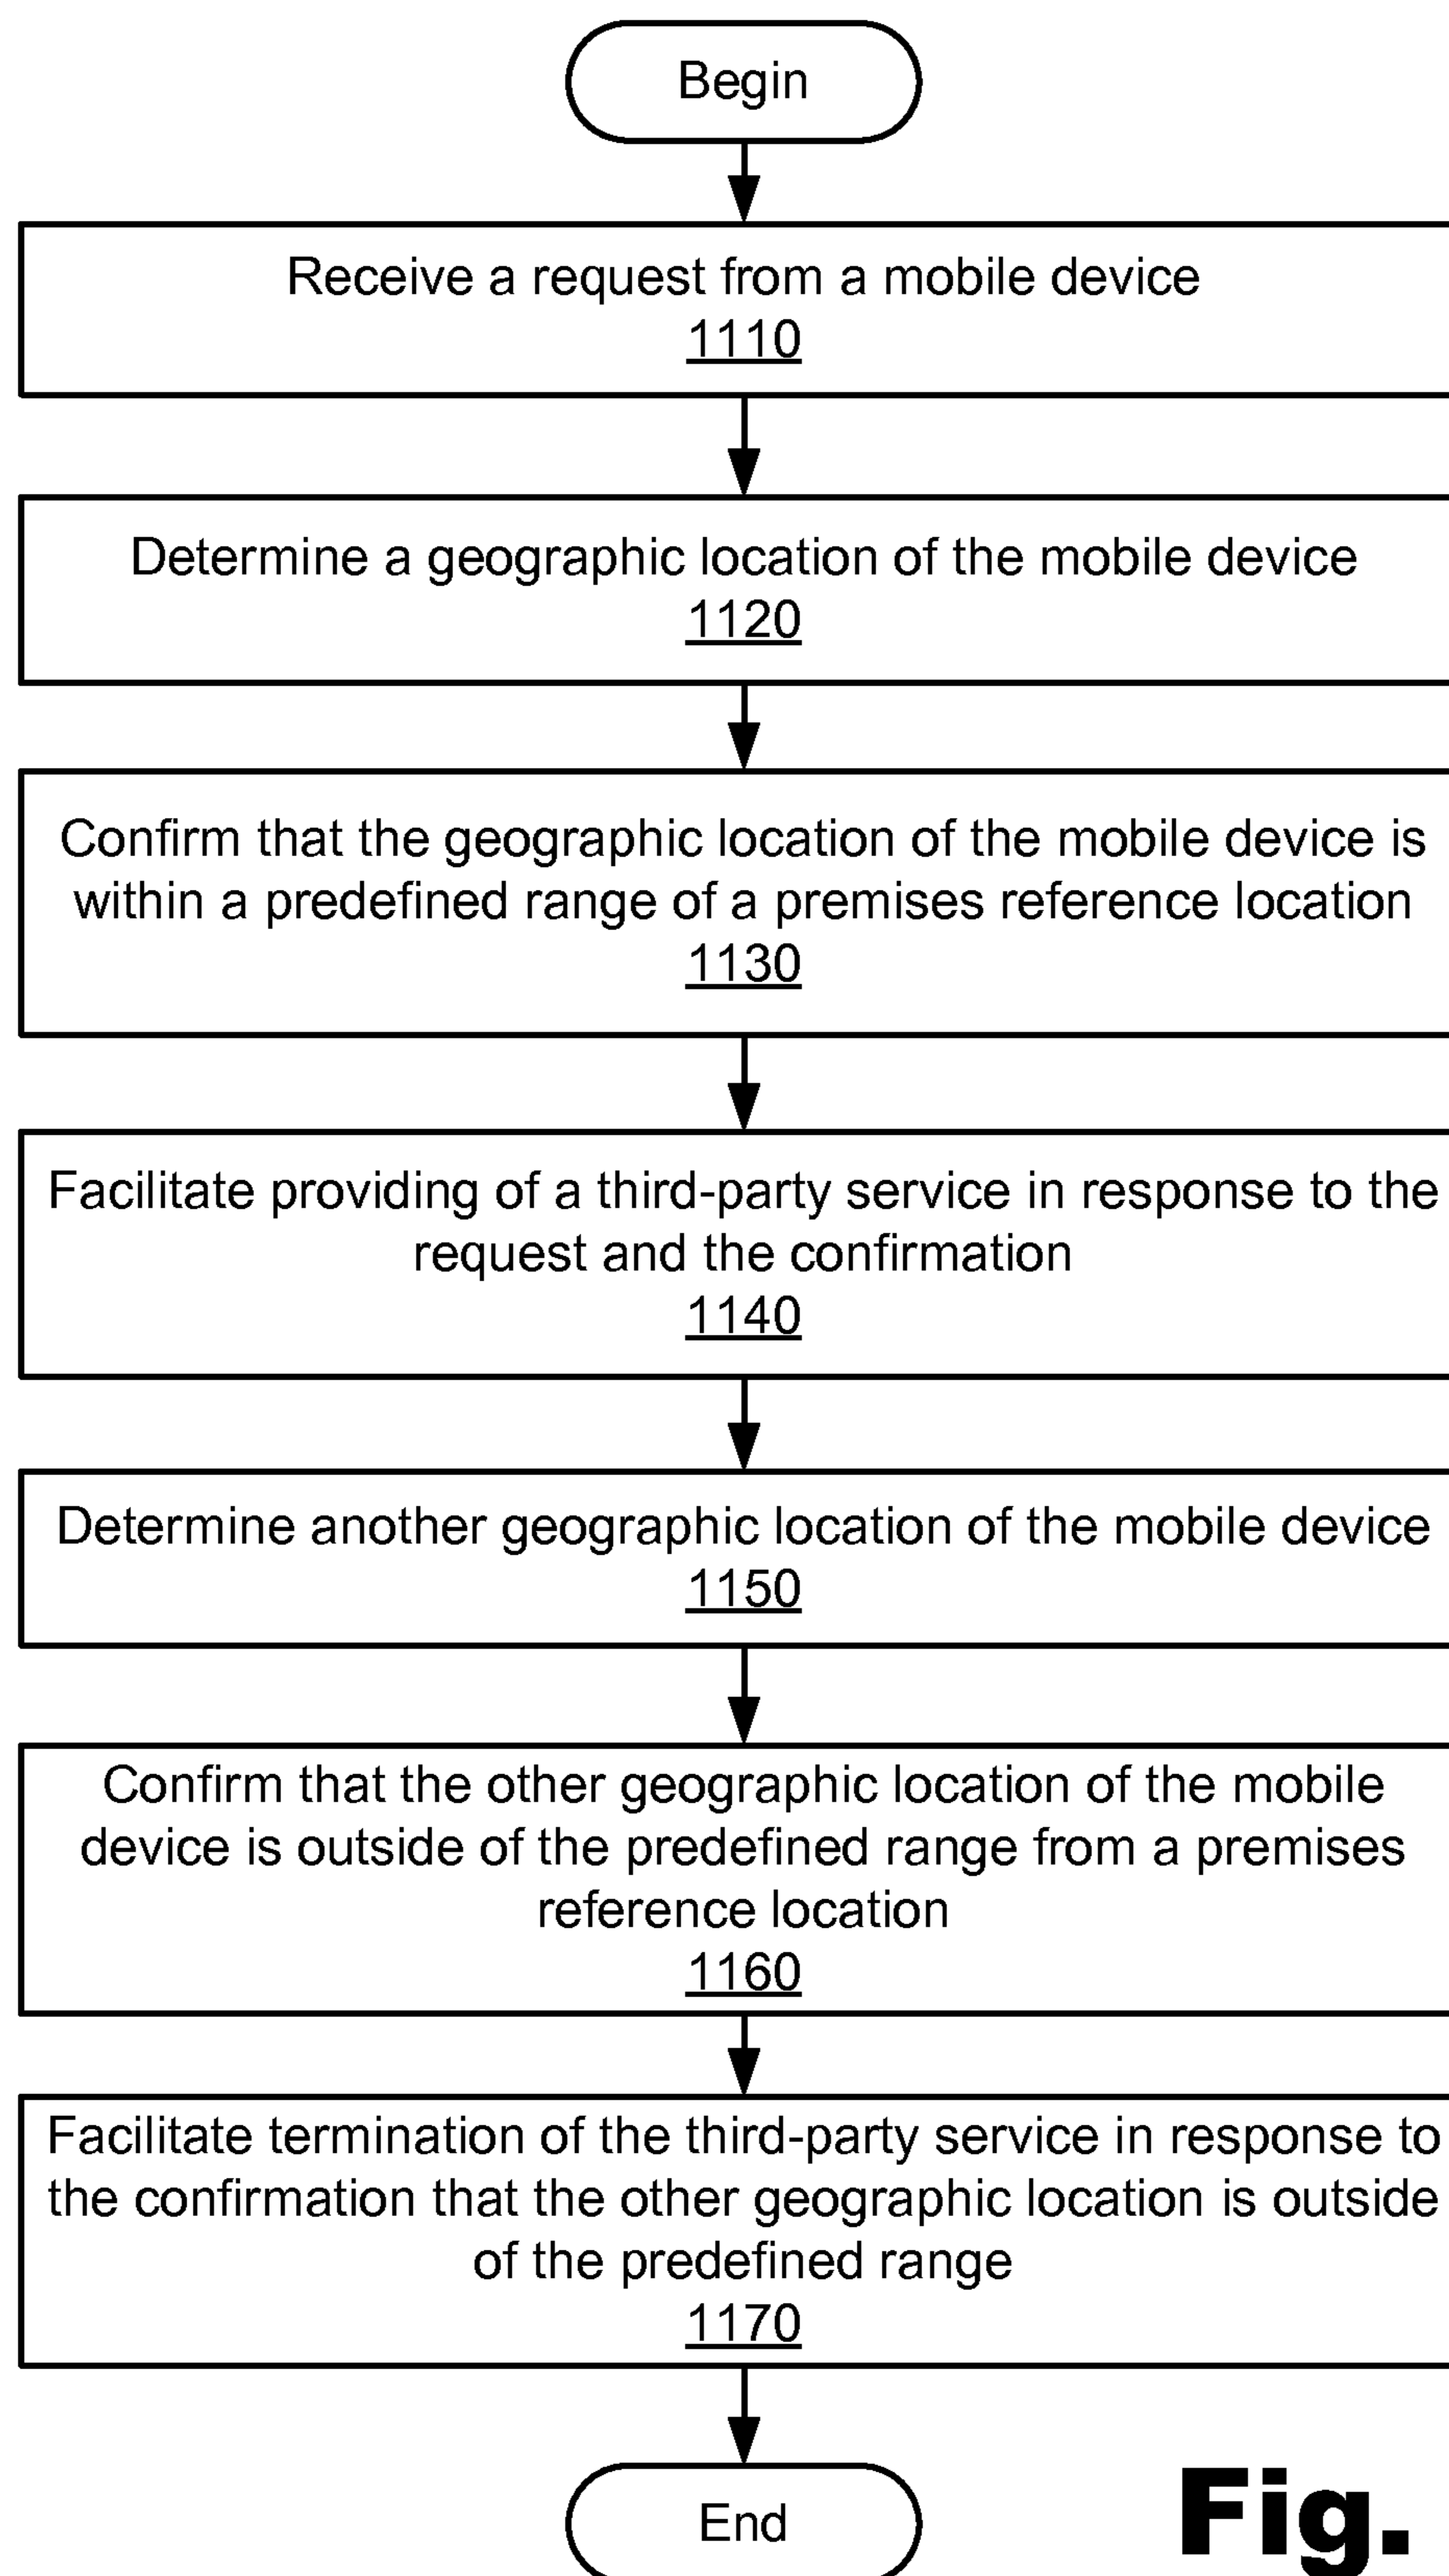 Begin
Receive a request from a mobile device
1110
Determine a geographic location of the mobile device
1120
Confirm that the geographic location of the mobile device is
within a predefined range of a premises reference location
1130
Facilitate providing of a third-party service in response to the
request and the confirmation
1140
Determine another geographic location of the mobile device
1150
Confirm that the other geographic location of the mobile
device is outside of the predefined range from a premises
reference location
1160
Facilitate termination of the third-party service in response to
the confirmation that the other geographic location is outside
of the predefined range
1170
End
Fig.